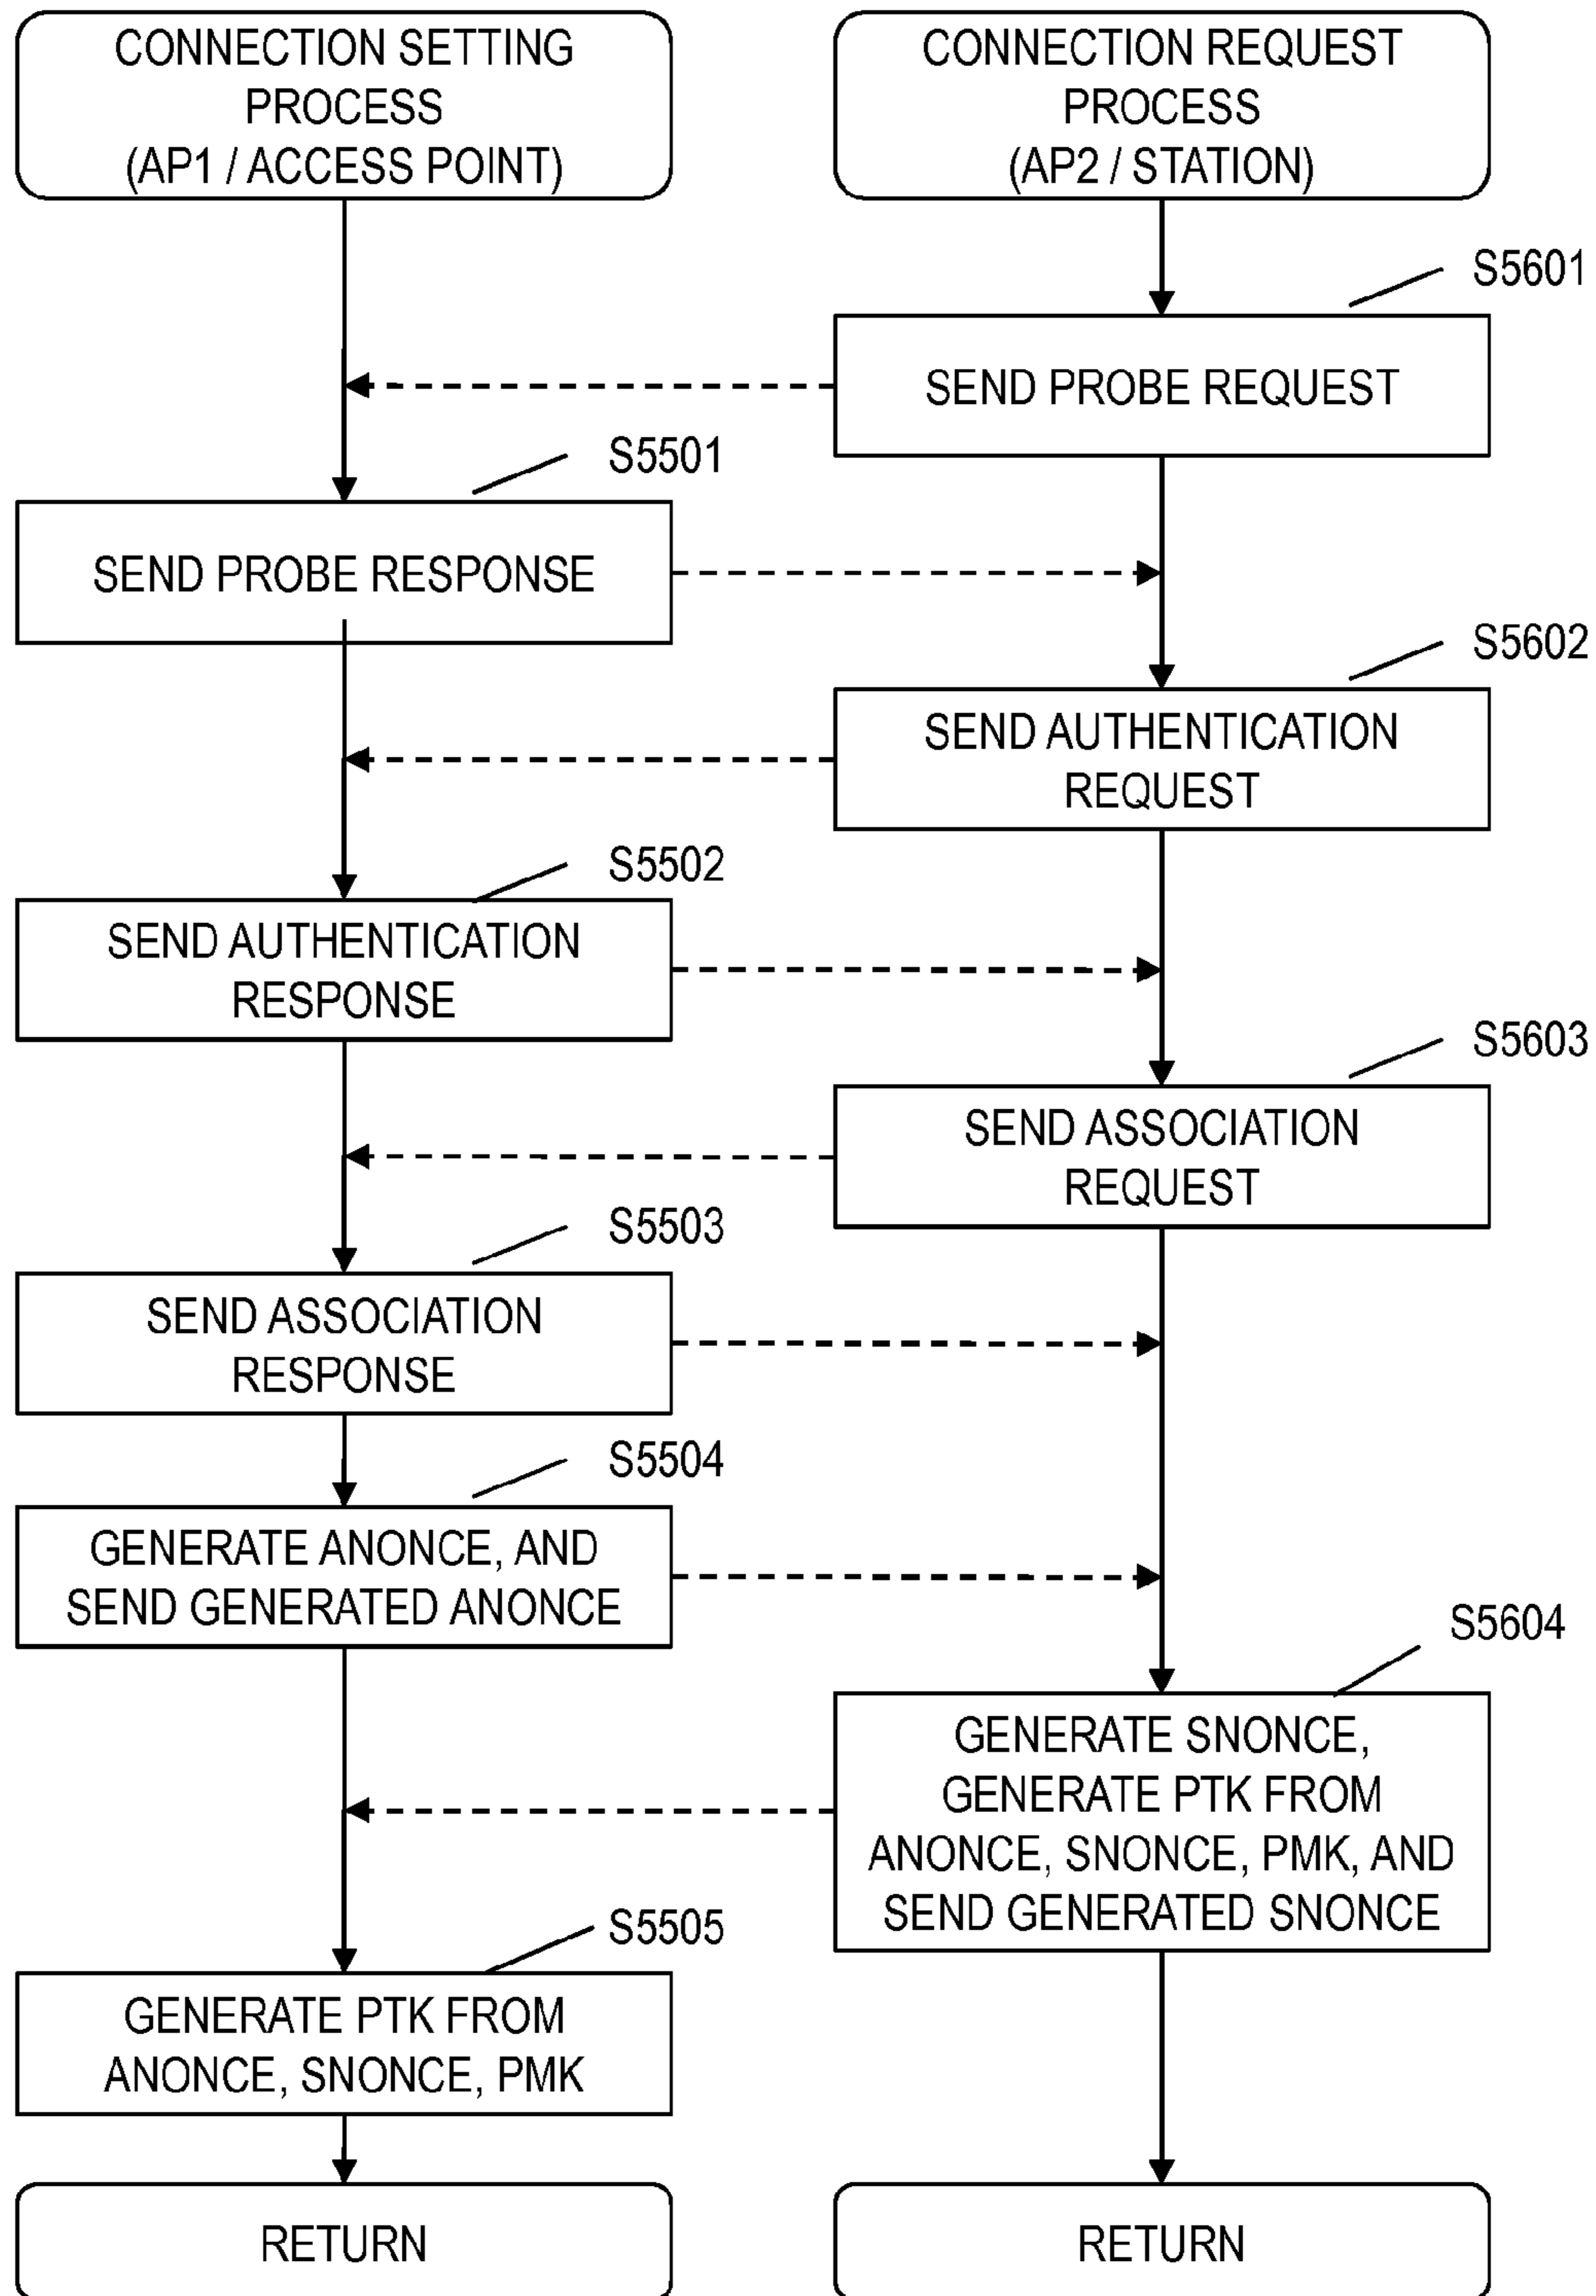 CONNECTION SETTING
PROCESS
(AP1 / ACCESS POINT)
CONNECTION REQUEST
PROCESS
(AP2 / STATION)
S5601
SEND PROBE REQUEST
S5501
SEND PROBE RESPONSE
S5602
SEND AUTHENTICATION
REQUEST
S5502
SEND AUTHENTICATION
RESPONSE
S5603
SEND ASSOCIATION
REQUEST
S5503
SEND ASSOCIATION
RESPONSE
S5504
GENERATE ANONCE, AND
SEND GENERATED ANONCE
S5604
GENERATE SNONCE,
GENERATE PTK FROM
ANONCE, SNONCE, PMK, AND
SEND GENERATED SNONCE
S5505
GENERATE PTK FROM
ANONCE, SNONCE, PMK
RETURN
RETURN